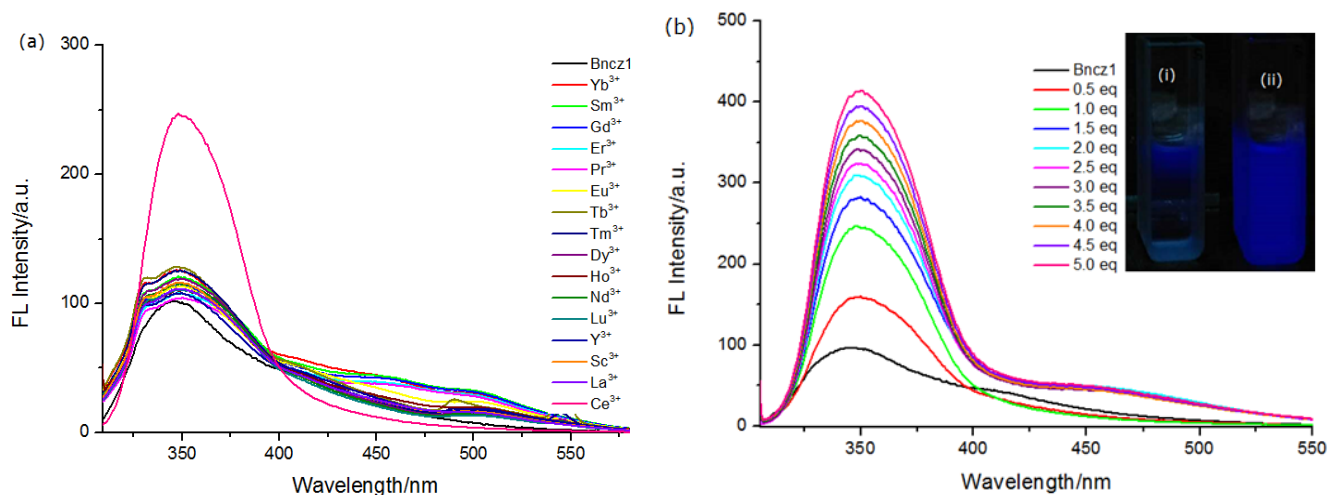 (a)
300
200
100
0
FL Intensity/a.u.
350
400
450
500
550
Wavelength/nm
Bncz1
Yb³⁺
Sm³⁺
Gd³⁺
Er³⁺
Pr³⁺
Eu³⁺
Tb³⁺
Tm³⁺
Dy³⁺
Ho³⁺
Nd³⁺
Lu³⁺
Y³⁺
Sc³⁺
La³⁺
Ce³⁺
(b)
500
400
300
200
100
0
FL Intensity/a.u.
350
400
450
500
550
Wavelength/nm
Bncz1
0.5 eq
1.0 eq
1.5 eq
2.0 eq
2.5 eq
3.0 eq
3.5 eq
4.0 eq
4.5 eq
5.0 eq
(i)
(ii)